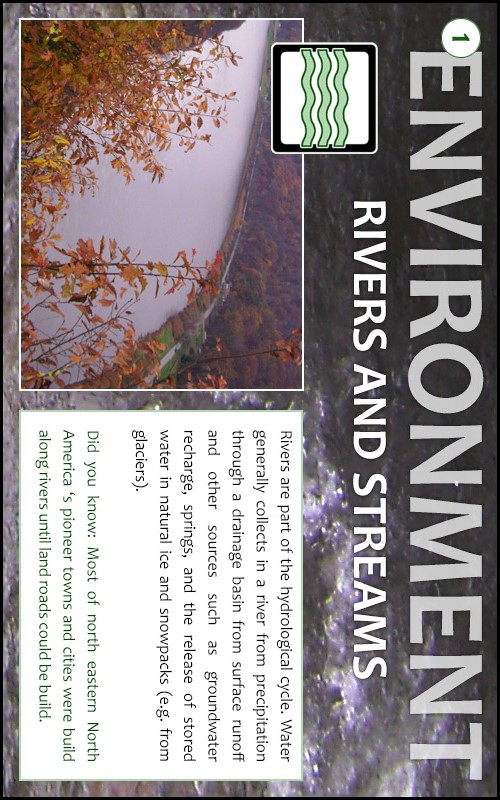 1
ENVIRONMENT
RIVERS AND STREAMS
Rivers are part of the hydrological cycle. Water
generally collects in a river from precipitation
through a drainage basin from surface runoff
and other sources such as groundwater
recharge, springs, and the release of stored
water in natural ice and snowpacks (e.g. from
glaciers).
Did you know: Most of north eastern North
America 's pioneer towns and cities were build
along rivers until land roads could be build.